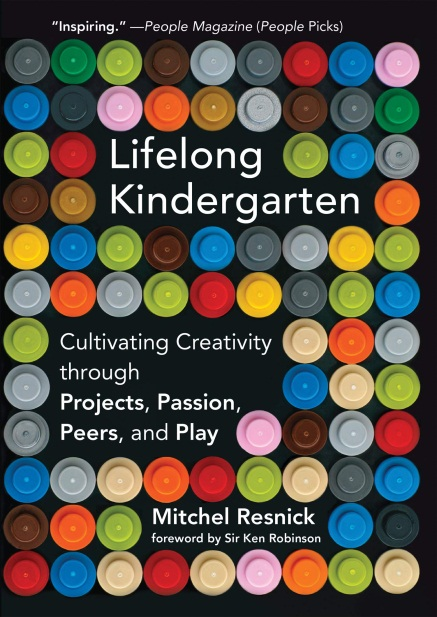 “Inspiring.” —People Magazine (People Picks)
Lifelong
Kindergarten
Cultivating Creativity
through
Projects, Passion,
Peers, and Play
Mitchel Resnick
foreword by Sir Ken Robinson